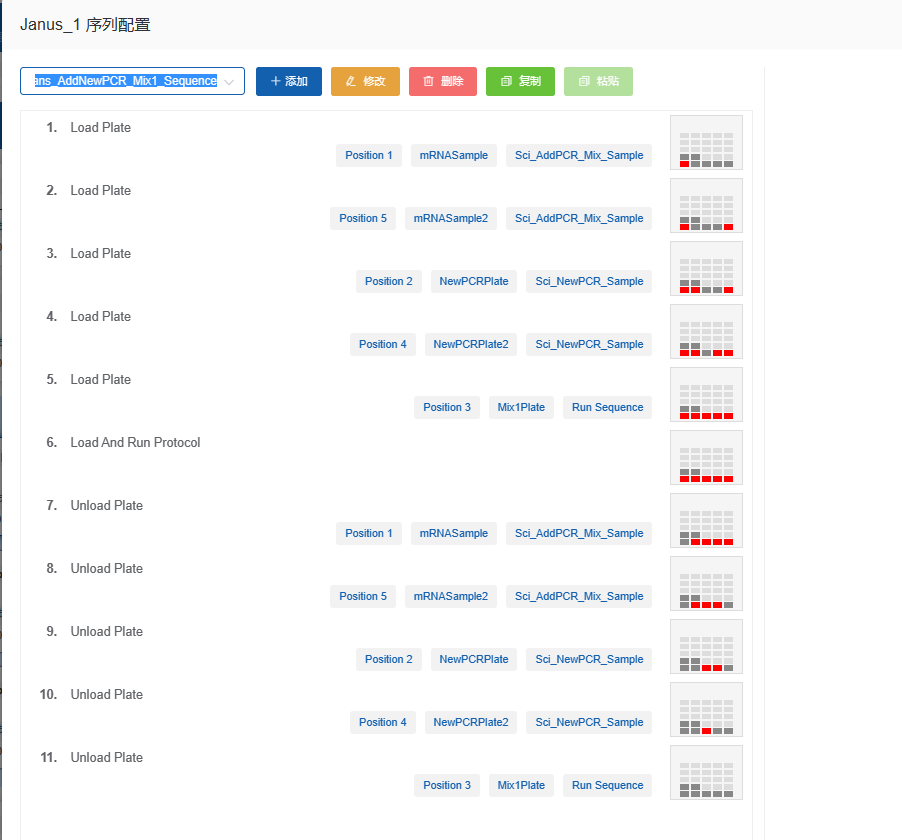 Janus_1 序列配置
ans_AddNewPCR_Mix1_Sequence 添加 修改 删除 复制 粘贴
1. Load Plate
Position 1 mRNASample Sci_AddPCR_Mix_Sample
2. Load Plate
Position 5 mRNASample2 Sci_AddPCR_Mix_Sample
3. Load Plate
Position 2 NewPCRPlate Sci_NewPCR_Sample
4. Load Plate
Position 4 NewPCRPlate2 Sci_NewPCR_Sample
5. Load Plate
Position 3 Mix1Plate Run Sequence
6. Load And Run Protocol
7. Unload Plate
Position 1 mRNASample Sci_AddPCR_Mix_Sample
8. Unload Plate
Position 5 mRNASample2 Sci_AddPCR_Mix_Sample
9. Unload Plate
Position 2 NewPCRPlate Sci_NewPCR_Sample
10. Unload Plate
Position 4 NewPCRPlate2 Sci_NewPCR_Sample
11. Unload Plate
Position 3 Mix1Plate Run Sequence